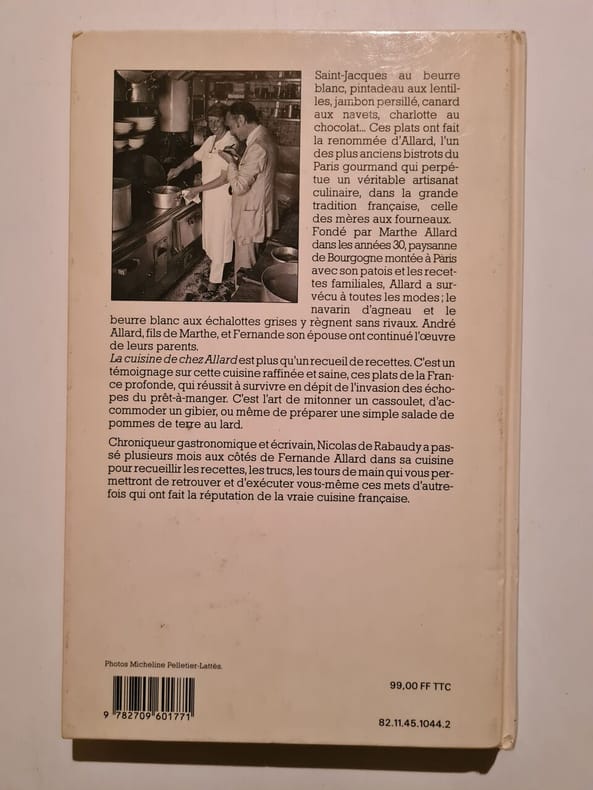 Saint-Jacques au beurre
blanc, pintadeau aux lentil-
les, jambon persillé, canard
aux navets, charlotte au
chocolat... Ces plats ont fait
la renommée d'Allard, l'un
des plus anciens bistrots du
Paris gourmand qui perpé-
tue un véritable artisanat
culinaire, dans la grande
tradition française, celle
des mères aux fourneaux.
Fondé par Marthe Allard
dans les années 30, paysanne
de Bourgogne montée à Paris
avec son patois et les recet-
tes familiales, Allard a sur-
vécu à toutes les modes ; le
navarin d'agneau et le
beurre blanc aux échalottes grises y règnent sans rivaux. André
Allard, fils de Marthe, et Fernande son épouse ont continué l'œuvre
de leurs parents.
La cuisine de chez Allard est plus qu'un recueil de recettes. C'est un
témoignage sur cette cuisine raffinée et saine, ces plats de la Fran-
ce profonde, qui réussit à survivre en dépit de l'invasion des écho-
pes du prêt-à-manger. C'est l'art de mitonner un cassoulet, d'ac-
commoder un gibier, ou même de préparer une simple salade de
pommes de terre au lard.
Chroniqueur gastronomique et écrivain, Nicolas de Rabaudy a pas-
sé plusieurs mois aux côtés de Fernande Allard dans sa cuisine
pour recueillir les recettes, les trucs, les tours de main qui vous per-
mettront de retrouver et d'exécuter vous-même ces mets d'autre-
fois qui ont fait la réputation de la vraie cuisine française.
Photos Micheline Pelletier-Lattès.
99,00 FF TTC
9 782709 601771
82.11.45.1044.2